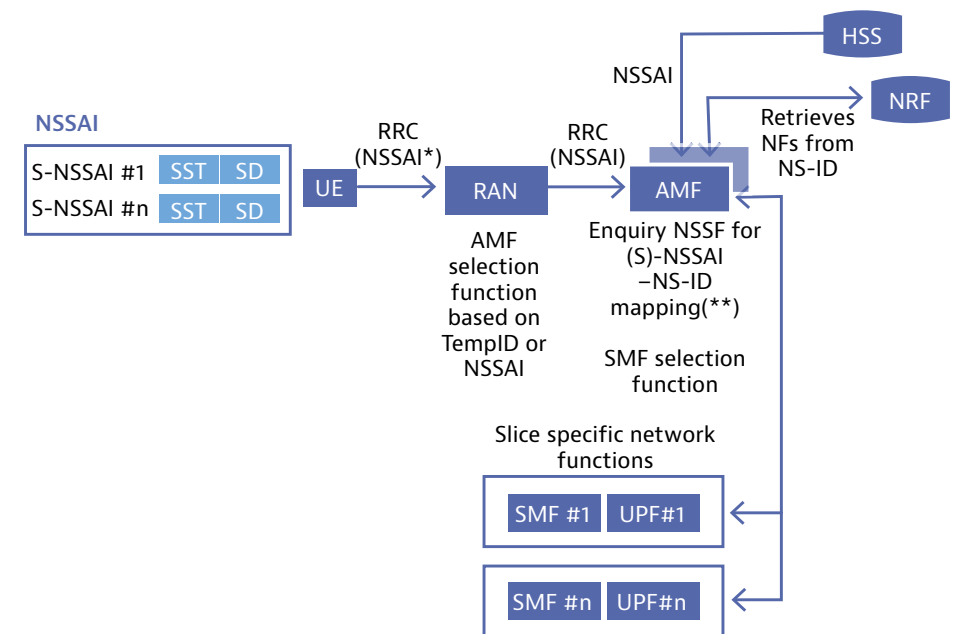 HSS
NSSAI
NRF
Retrieves
NFs from
NS-ID
NSSAI
S-NSSAI #1 SST SD
S-NSSAI #n SST SD
UE
RRC
(NSSAI*)
RAN
RRC
(NSSAI)
AMF
AMF
selection
function
based on
TempID or
NSSAI
Enquiry NSSF for
(S)-NSSAI
–NS-ID
mapping(**)
SMF selection
function
Slice specific network
functions
SMF #1 UPF#1
SMF #n UPF#n